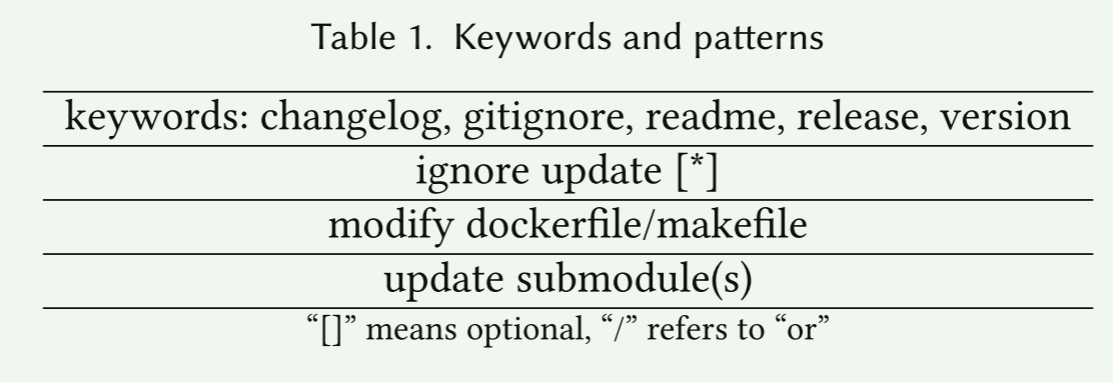 Table 1. Keywords and patterns
keywords: changelog, gitignore, readme, release, version
ignore update [*]
modify dockerfile/makefile
update submodule(s)
“[]” means optional, “/” refers to “or”